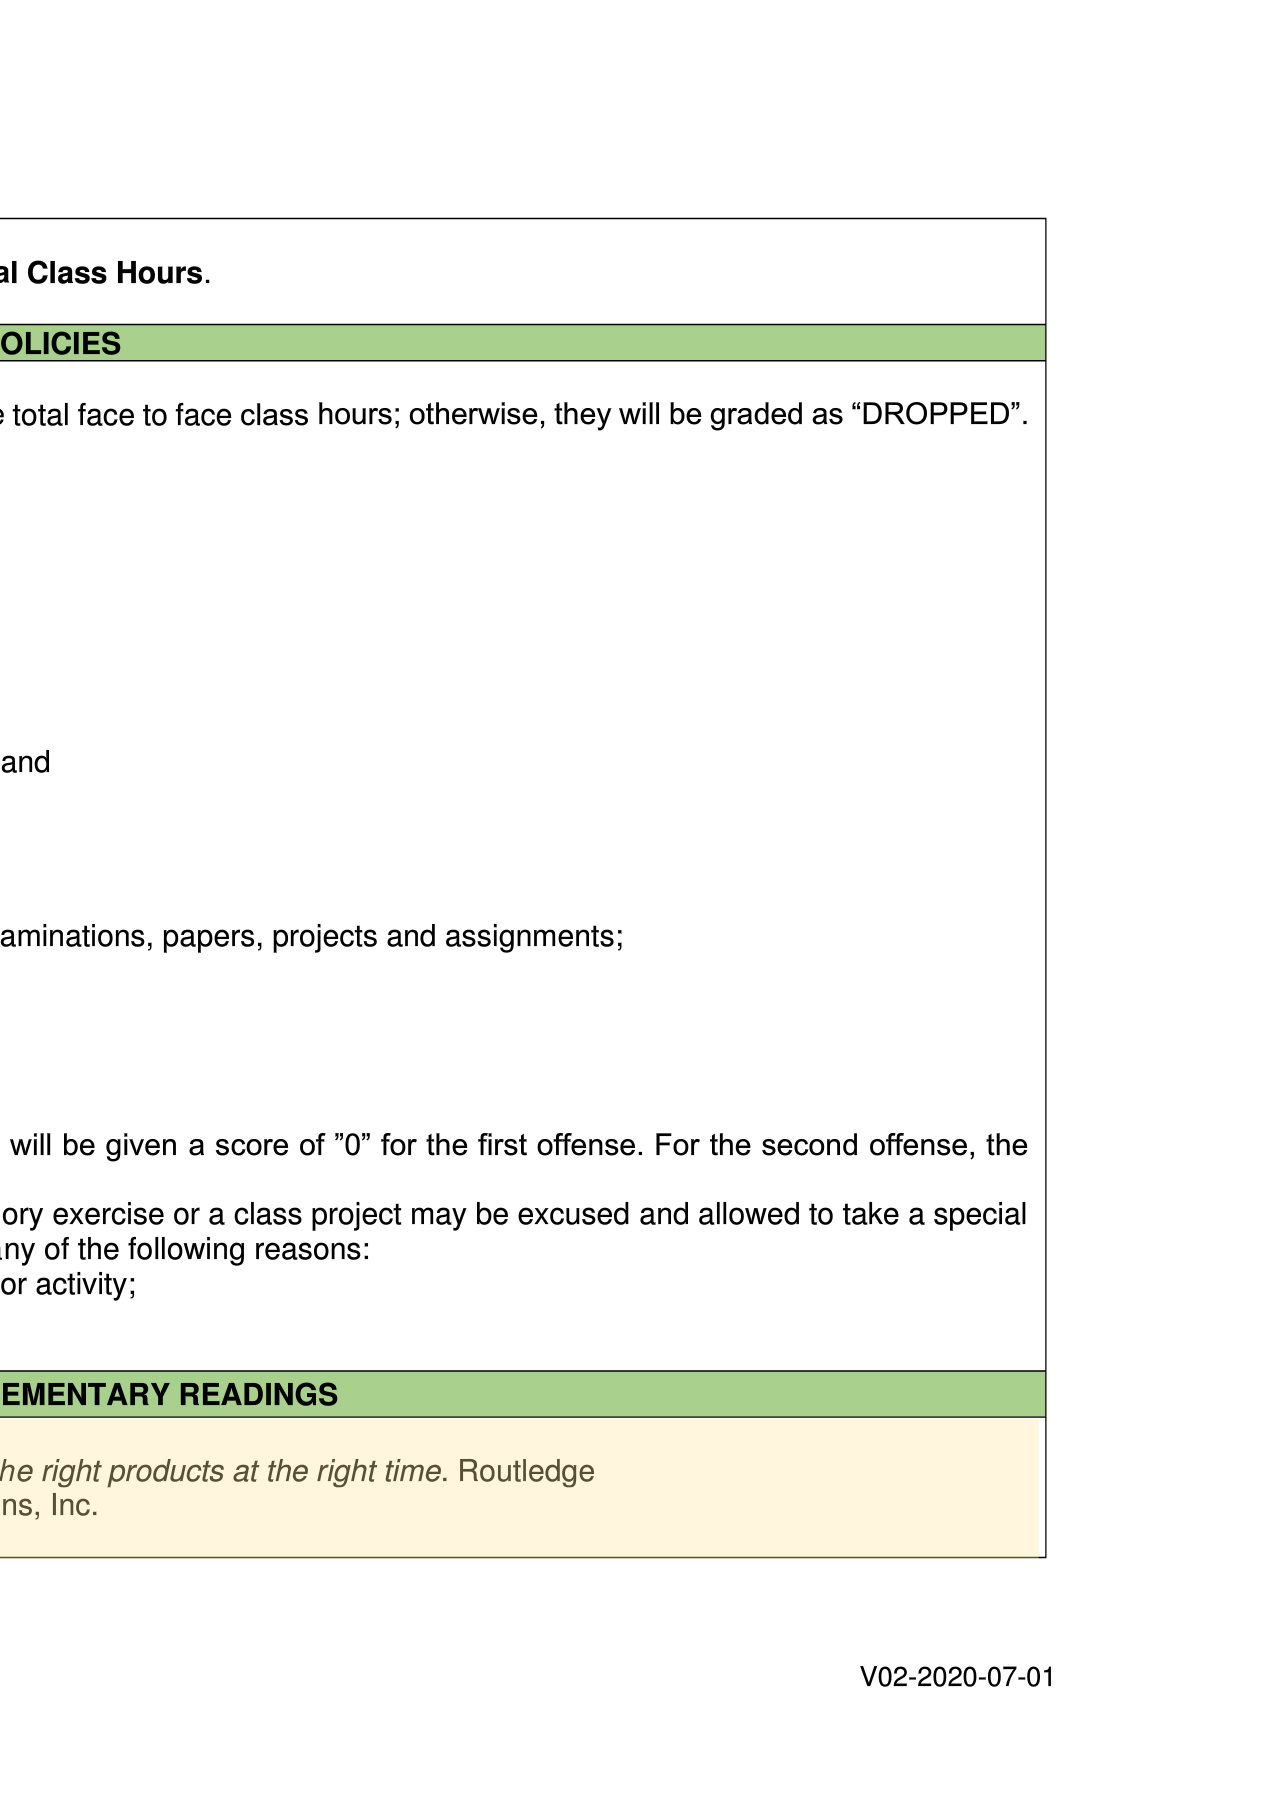 al Class Hours.
OLICIES
e total face to face class hours; otherwise, they will be graded as “DROPPED”.
and
aminations, papers, projects and assignments;
will be given a score of ”0” for the first offense. For the second offense, the
ory exercise or a class project may be excused and allowed to take a special
any of the following reasons:
or activity;
EMENTARY READINGS
he right products at the right time. Routledge
ns, Inc.
V02-2020-07-01